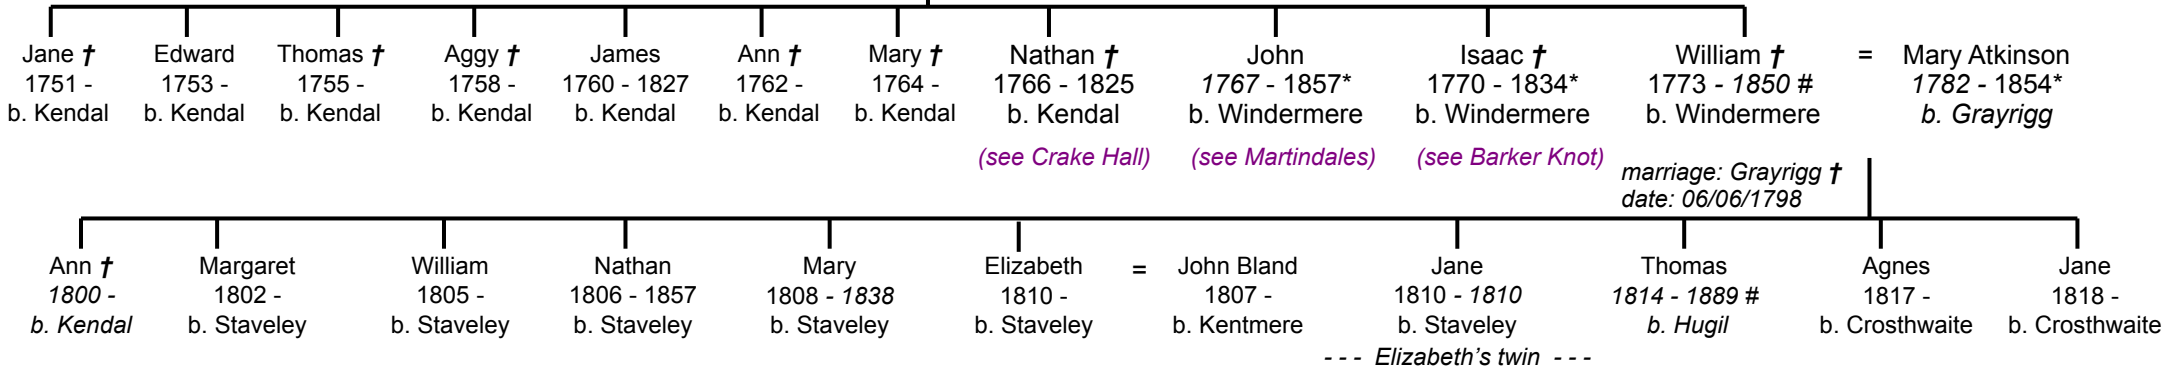 Jane † Edward Thomas † Aggy † James Ann † Mary † Nathan † John Isaac † William † = Mary Atkinson
1751 - 1753 - 1755 - 1758 - 1760 - 1827 1762 - 1764 - 1766 - 1825 1767 - 1857* 1770 - 1834* 1773 - 1850 # 1782 - 1854*
b. Kendal b. Kendal b. Kendal b. Kendal b. Kendal b. Kendal b. Kendal b. Kendal b. Windermere b. Windermere b. Windermere b. Grayrigg
(see Crake Hall) (see Martindales) (see Barker Knot)
marriage: Grayrigg †
date: 06/06/1798
Ann † Margaret William Nathan Mary Elizabeth = John Bland Jane Thomas Agnes Jane
1800 - 1802 - 1805 - 1806 - 1857 1808 - 1838 1810 - 1807 - 1810 - 1810 1814 - 1889 # 1817 - 1818 -
b. Kendal b. Staveley b. Staveley b. Staveley b. Staveley b. Staveley b. Kentmere b. Staveley b. Hugil b. Crosthwaite b. Crosthwaite
- - - Elizabeth's twin - - -